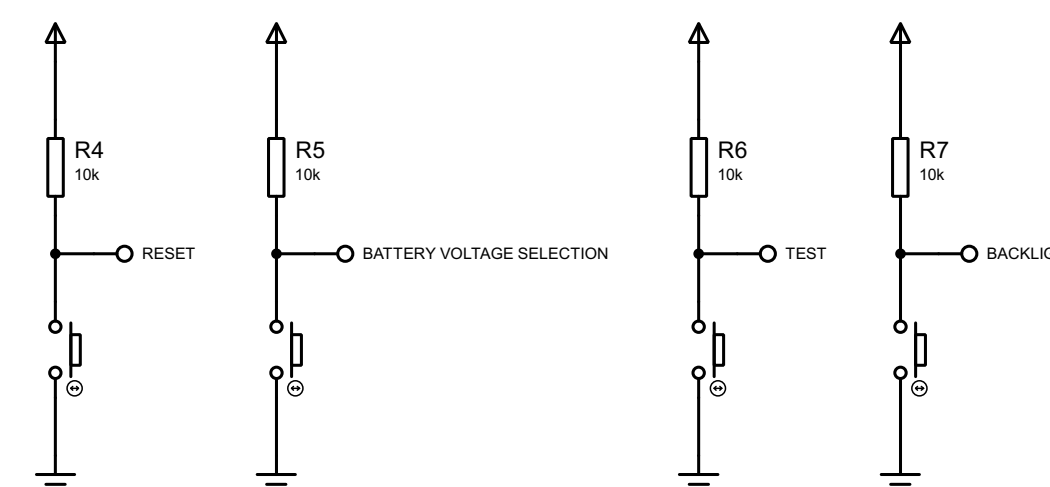 R4
10k
RESET
R5
10k
BATTERY VOLTAGE SELECTION
R6
10k
TEST
R7
10k